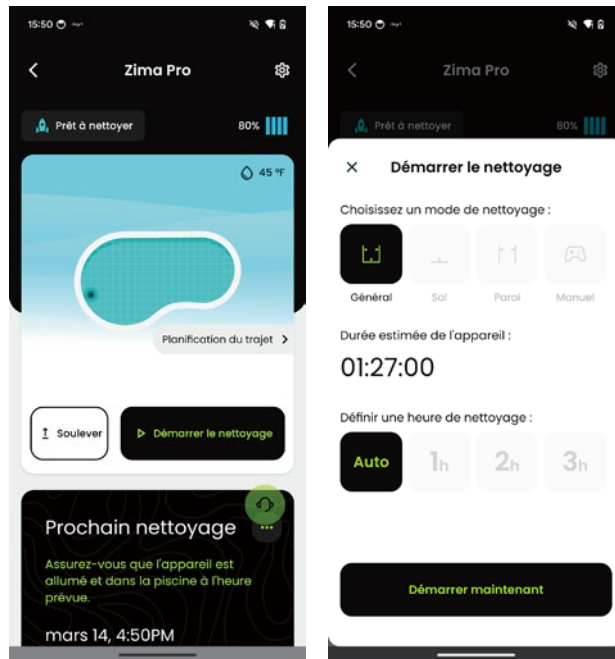 15:50
Zima Pro
Prêt à nettoyer
80%
45 °F
Planification du trajet
Soulever
Démarrer le nettoyage
Prochain nettoyage
Assurez-vous que l'appareil est
allumé et dans la piscine à l'heure
prévue.
mars 14, 4:50PM
15:50
Zima Pro
Prêt à nettoyer
80%
Démarrer le nettoyage
Choisissez un mode de nettoyage :
Général
Sol
Paroi
Manuel
Durée estimée de l'appareil :
01:27:00
Définir une heure de nettoyage :
Auto
1h
2h
3h
Démarrer maintenant